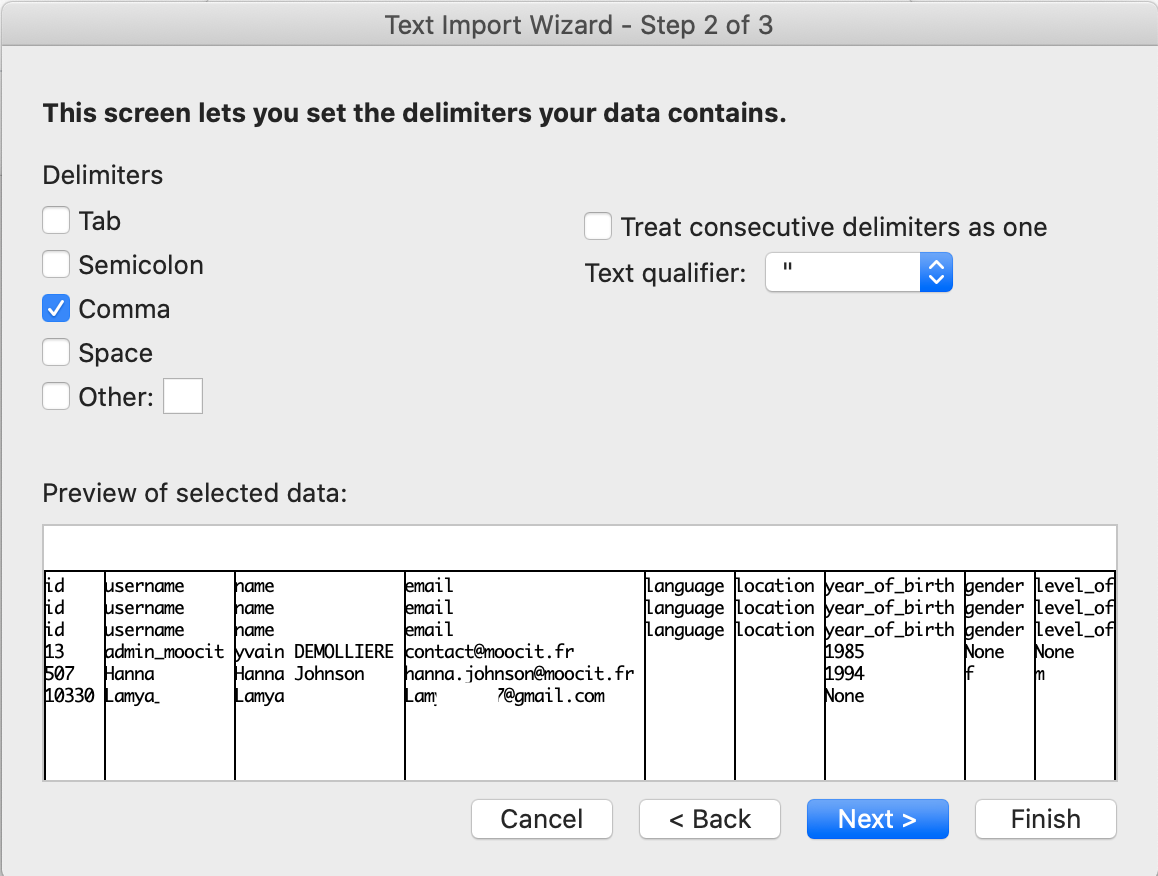 Text Import Wizard - Step 2 of 3
This screen lets you set the delimiters your data contains.
Delimiters
Tab
Semicolon
Comma
Space
Other:
Treat consecutive delimiters as one
Text qualifier: "
Preview of selected data:
id username name email language location year_of_birth gender level_of
id username name email language location year_of_birth gender level_of
id username name email language location year_of_birth gender level_of
13 admin_moocit yvain DEMOLLIERE contact@moocit.fr 1985 None None
507 Hanna Hanna Johnson hanna.johnson@moocit.fr 1994 f m
10330 Lamya_ Lamya 7@gmail.com None
Cancel < Back Next > Finish